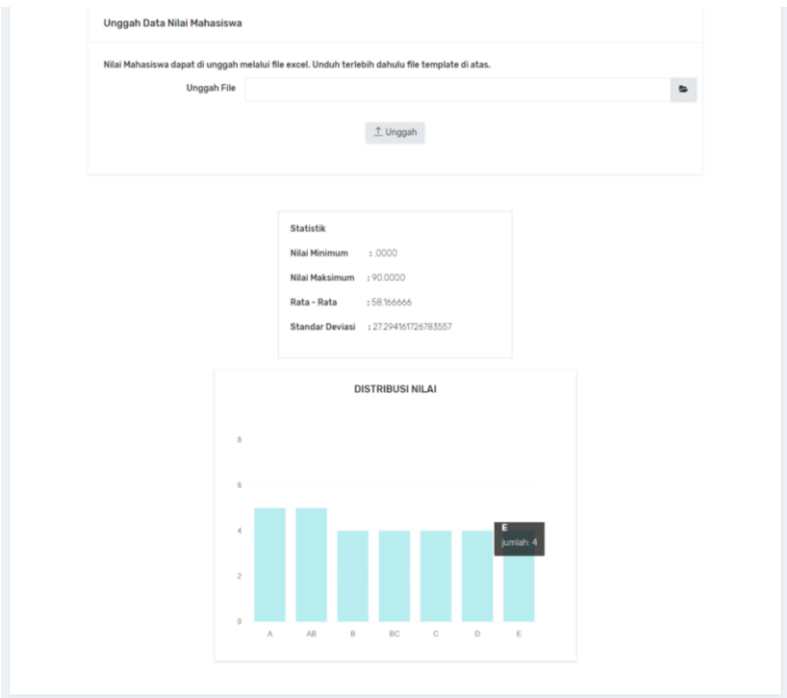 Unggah Data Nilai Mahasiswa
Nilai Mahasiswa dapat di unggah melalui file excel. Unduh terlebih dahulu file template di atas.
Unggah File
Unggah
Statistik
Nilai Minimum : .0000
Nilai Maksimum : 90.0000
Rata - Rata : 58.166666
Standar Deviasi : 27.294161726783557
DISTRIBUSI NILAI
8
6
4
2
0
E
jumlah: 4
A AB B BC C D E